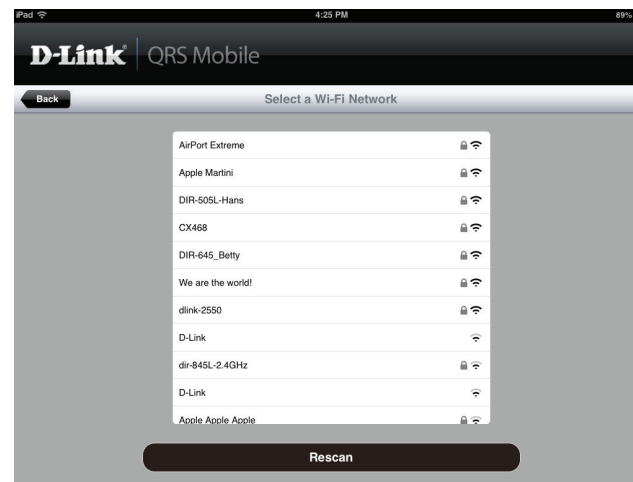 iPad 4:25 PM 89%
D-Link® QRS Mobile
Back Select a Wi-Fi Network
AirPort Extreme
Apple Martini
DIR-505L-Hans
CX468
DIR-645_Betty
We are the world!
dlink-2550
D-Link
dir-845L-2.4GHz
D-Link
Apple Apple Apple
Rescan